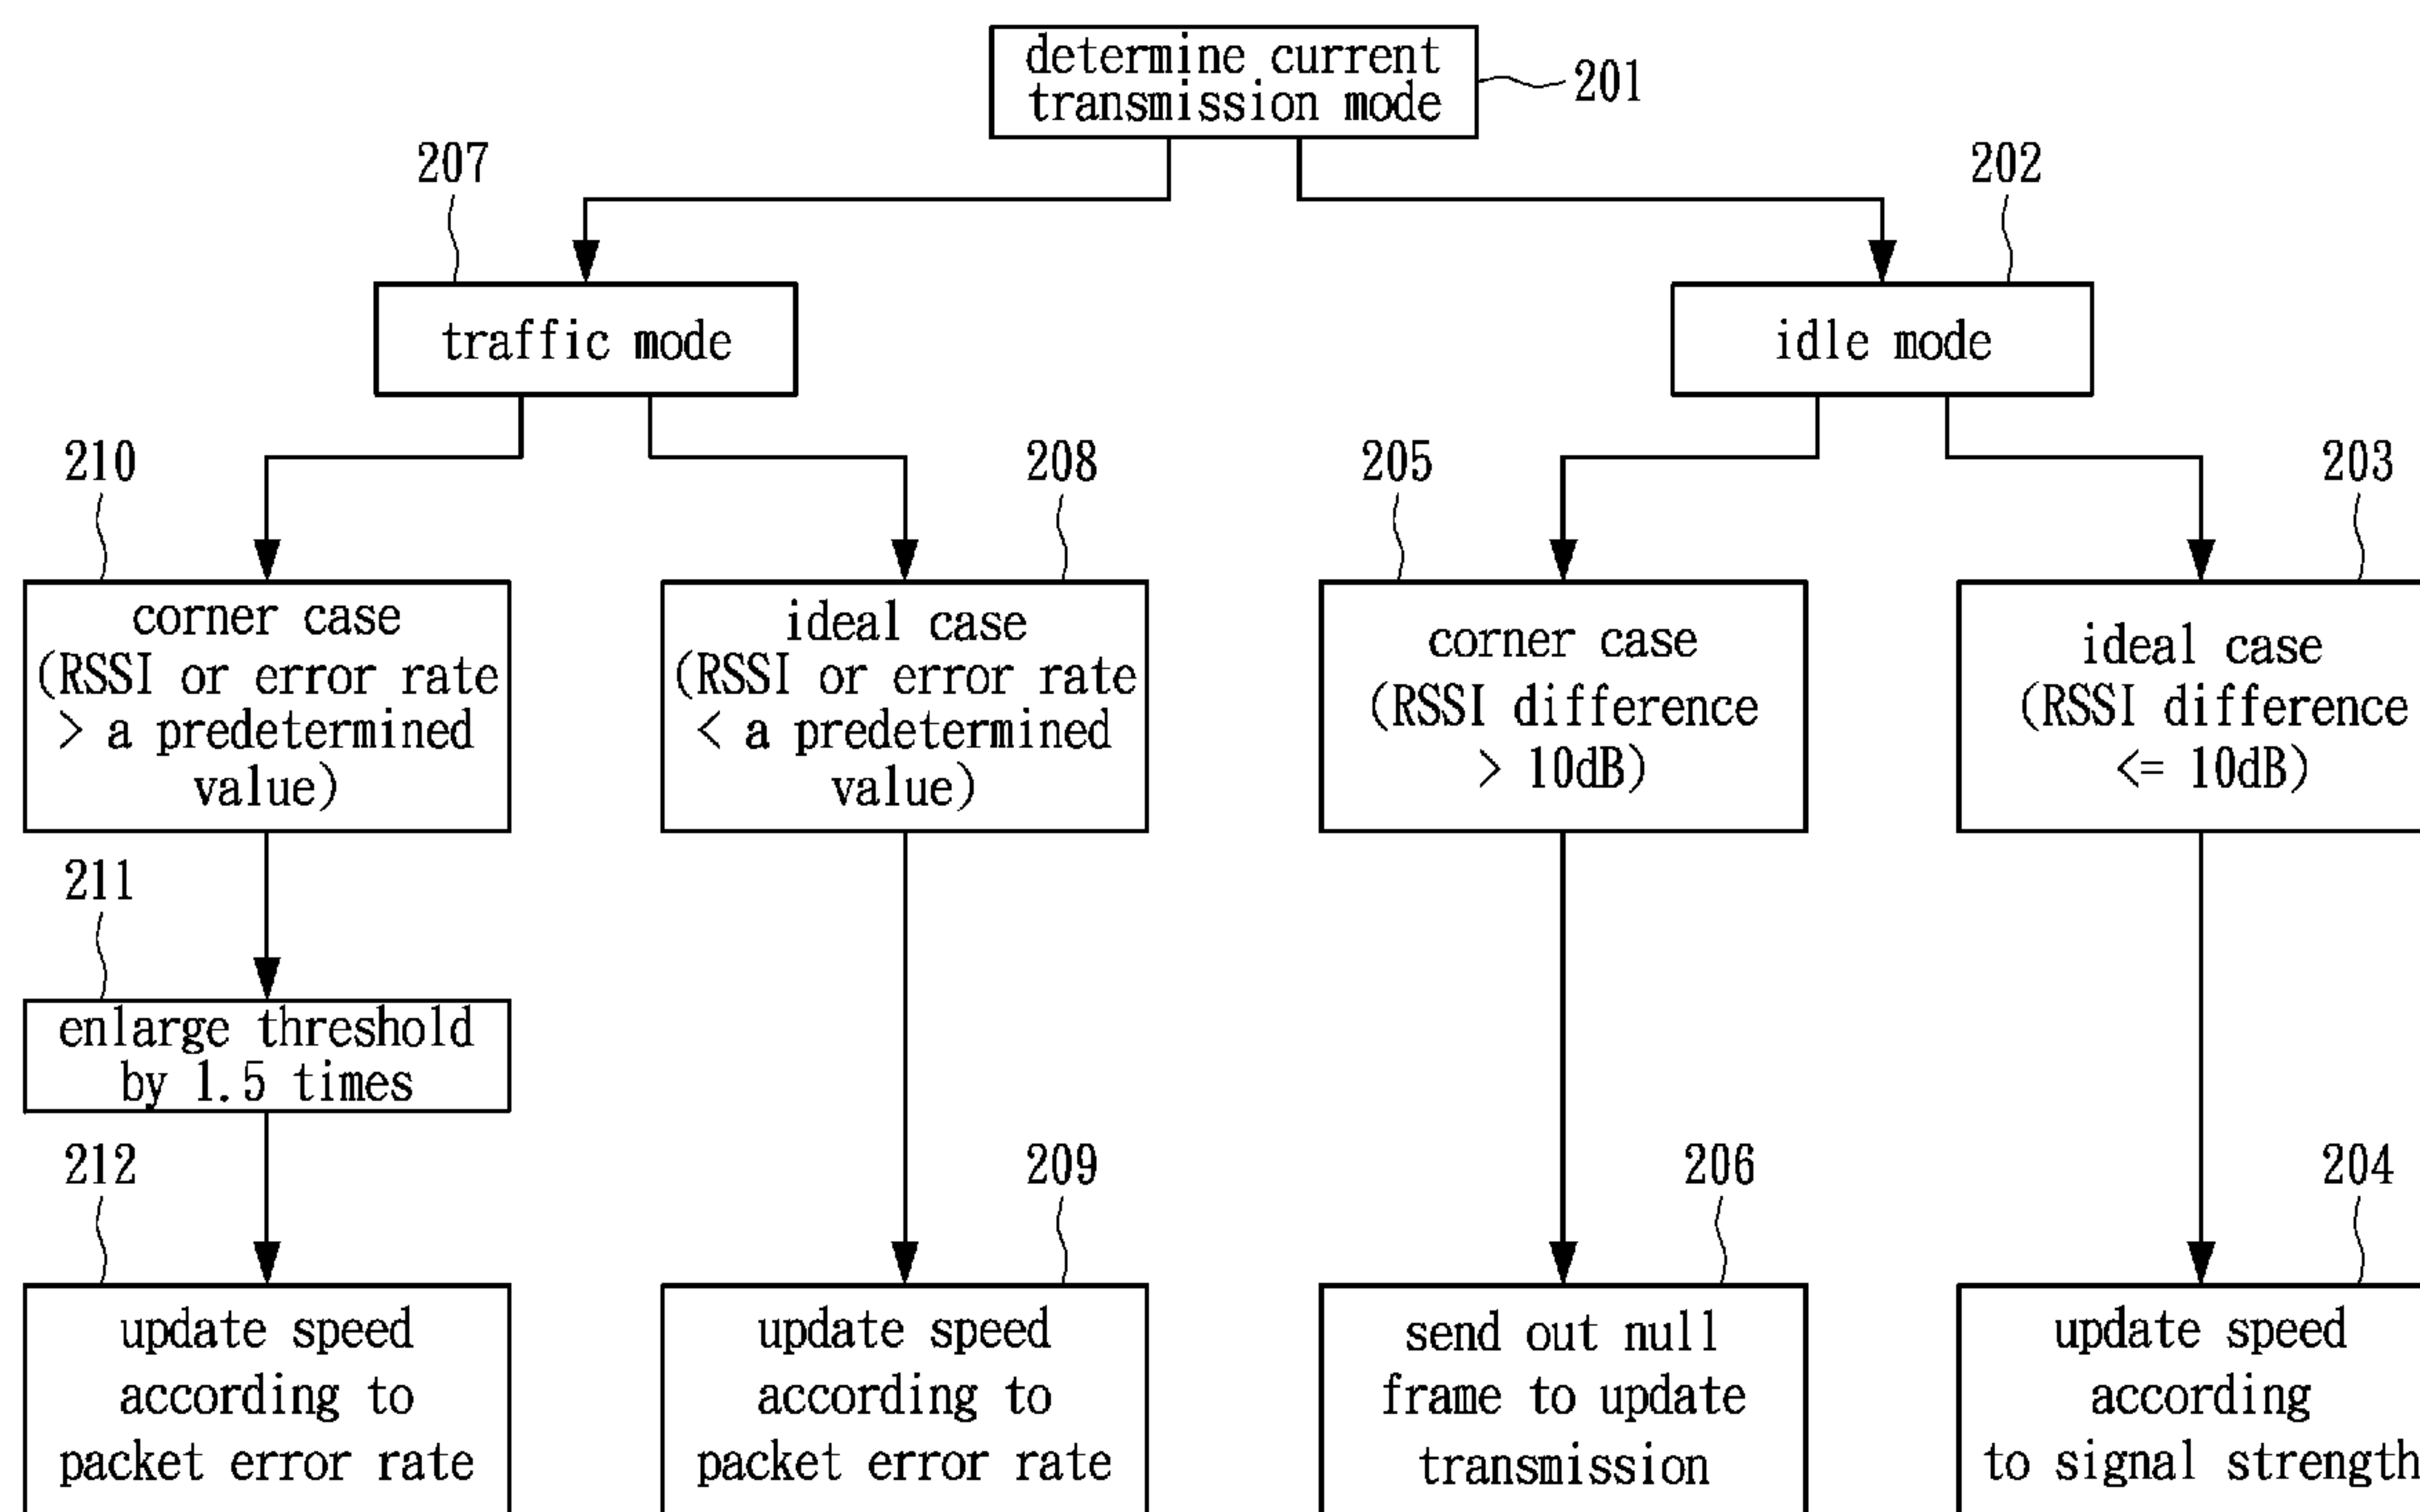 determine current
transmission mode
201
207
202
traffic mode
idle mode
210
208
205
203
corner case
(RSSI or error rate
> a predetermined
value)
ideal case
(RSSI or error rate
< a predetermined
value)
corner case
(RSSI difference
> 10dB)
ideal case
(RSSI difference
<= 10dB)
211
enlarge threshold
by 1.5 times
212
209
206
204
update speed
according to
packet error rate
update speed
according to
packet error rate
send out null
frame to update
transmission
update speed
according
to signal strength